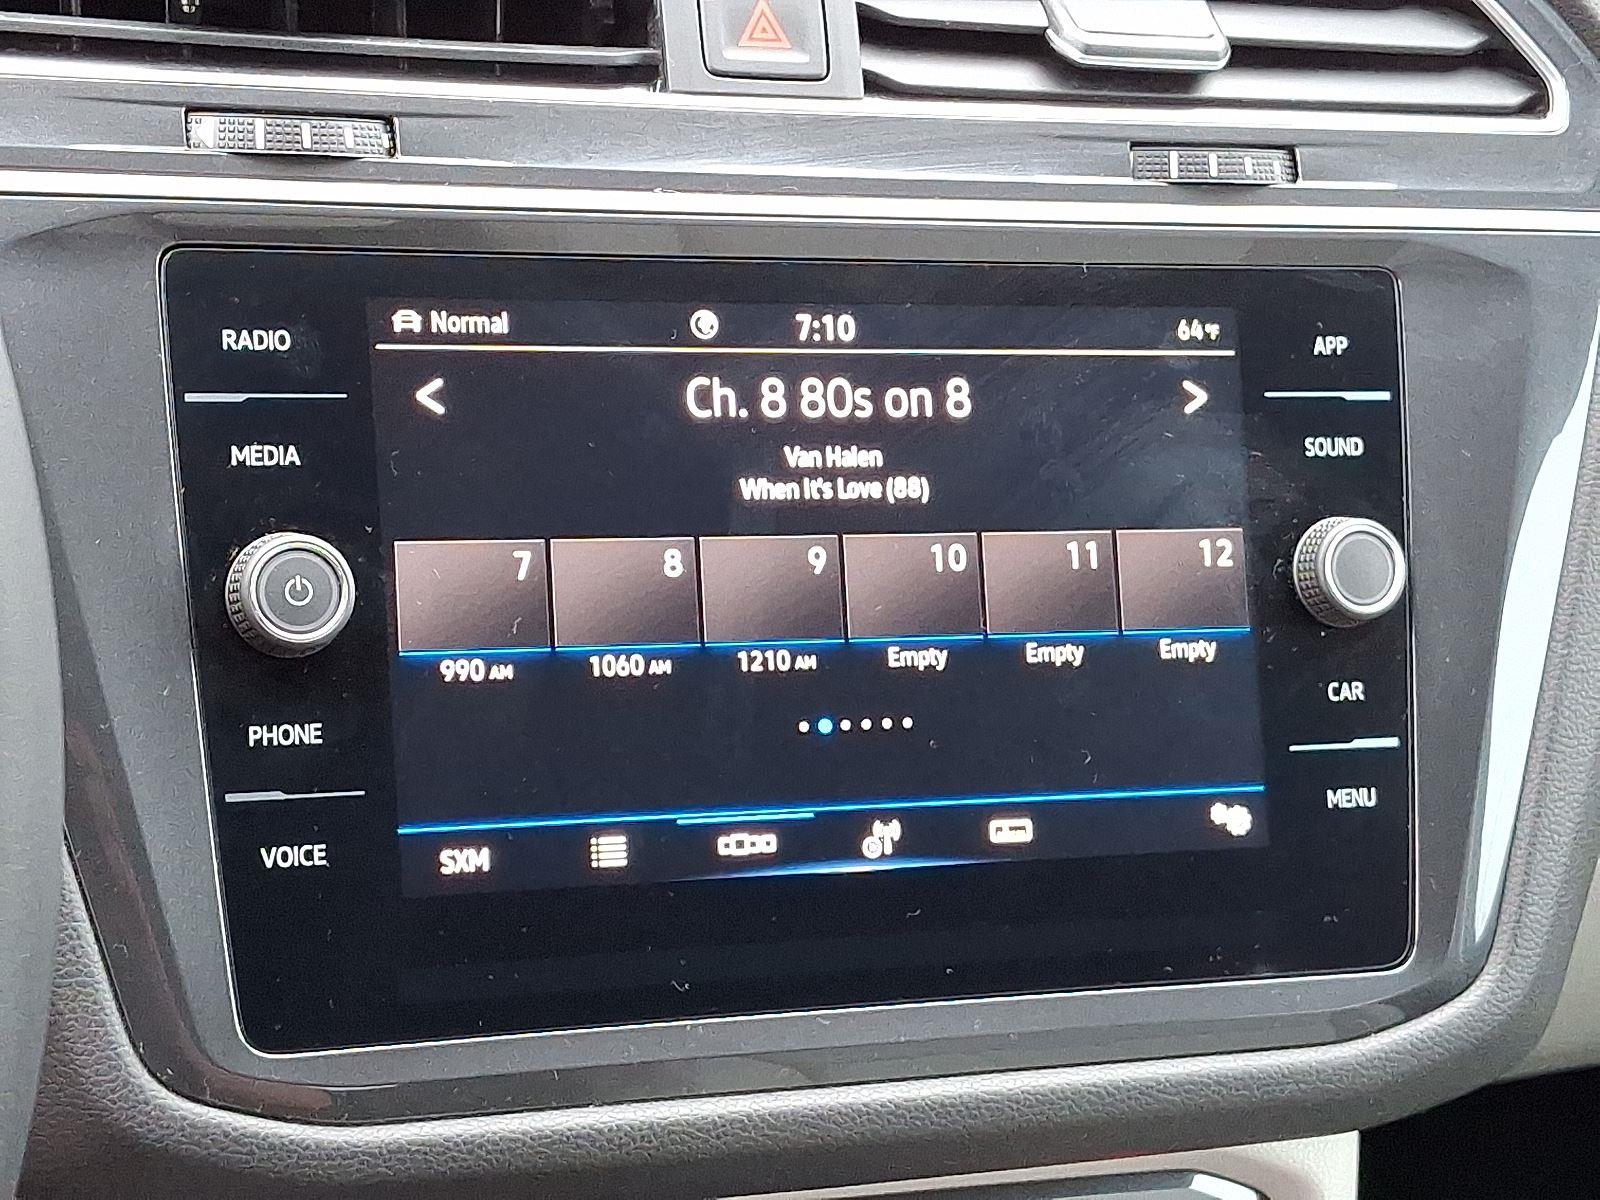 RADIO
MEDIA
PHONE
VOICE
Normal
7:10
64°F
Ch. 8 80s on 8
Van Halen
When It's Love (88)
7 8 9 10 11 12
990 AM 1060 AM 1210 AM Empty Empty Empty
SXM
APP
SOUND
CAR
MENU